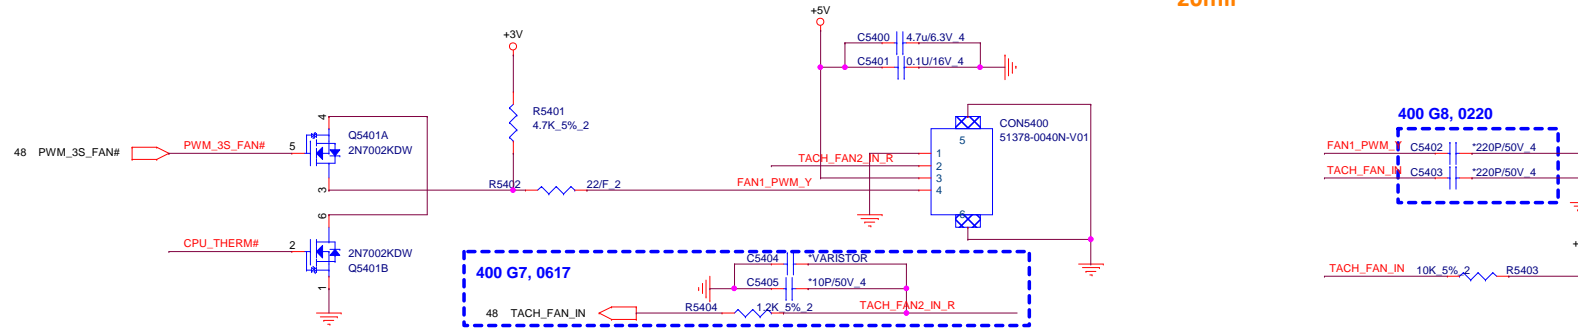 +5V
+3V
C5400 4.7u/6.3V_4
C5401 0.1U/16V_4
R5401
4.7K_5%_2
4
Q5401A
2N7002KDW
48 PWM_3S_FAN#
PWM_3S_FAN#
5
3
R5402 22/F_2
FAN1_PWM_Y
TACH_FAN2_IN_R
CON5400
51378-0040N-V01
5
1
2
3
4
6
6
CPU_THERM#
2
2N7002KDW
Q5401B
1
400 G7, 0617
C5404 *VARISTOR
C5405 *10P/50V_4
48 TACH_FAN_IN
R5404 1.2K_5%_2
TACH_FAN2_IN_R
400 G8, 0220
C5402 *220P/50V_4
TACH_FAN_IN C5403 *220P/50V_4
TACH_FAN_IN 10K_5%_2 R5403